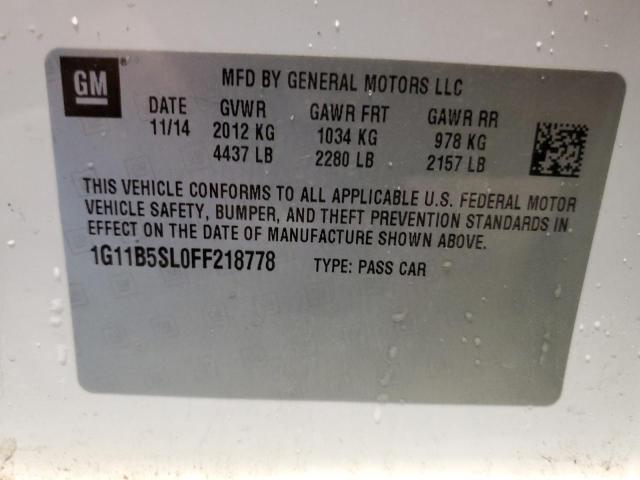 GM
MFD BY GENERAL MOTORS LLC
DATE GVWR GAWR FRT GAWR RR
11/14 2012 KG 1034 KG 978 KG
4437 LB 2280 LB 2157 LB
THIS VEHICLE CONFORMS TO ALL APPLICABLE U.S. FEDERAL MOTOR
VEHICLE SAFETY, BUMPER, AND THEFT PREVENTION STANDARDS IN
EFFECT ON THE DATE OF MANUFACTURE SHOWN ABOVE.
1G11B5SL0FF218778 TYPE: PASS CAR